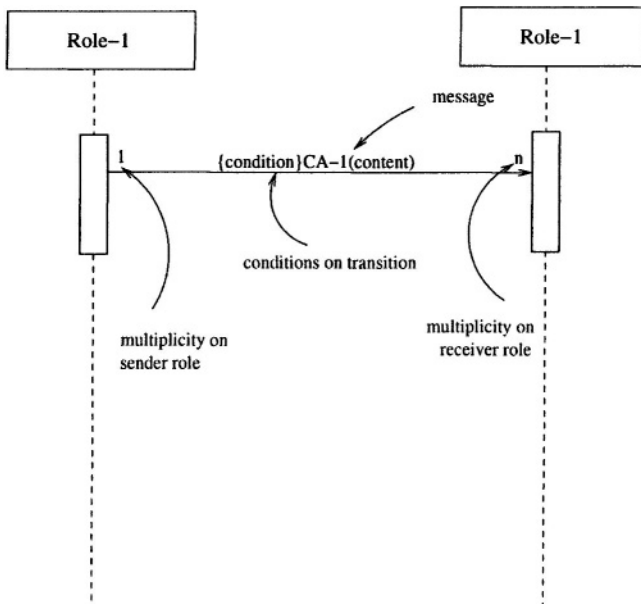 Role-1
Role-1
message
1
{condition}CA-1(content)
n
conditions on transition
multiplicity on
sender role
multiplicity on
receiver role